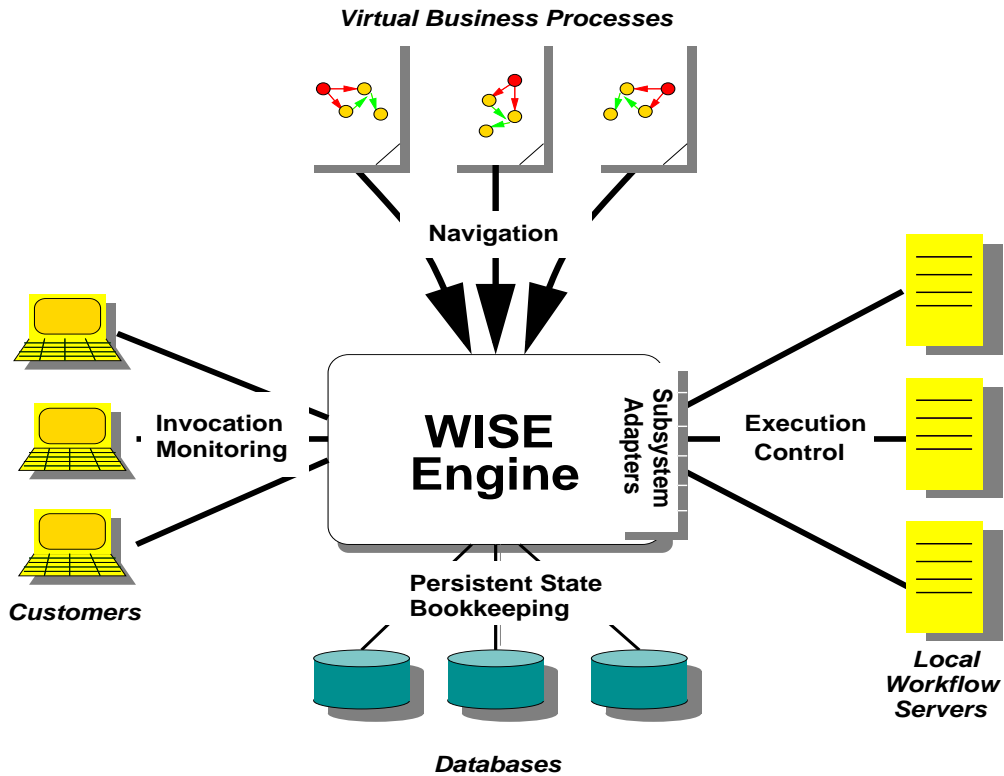 Virtual Business Processes
Navigation
Invocation
Monitoring
WISE
Engine
Subsystem
Adapters
Execution
Control
Customers
Persistent State
Bookkeeping
Local
Workflow
Servers
Databases